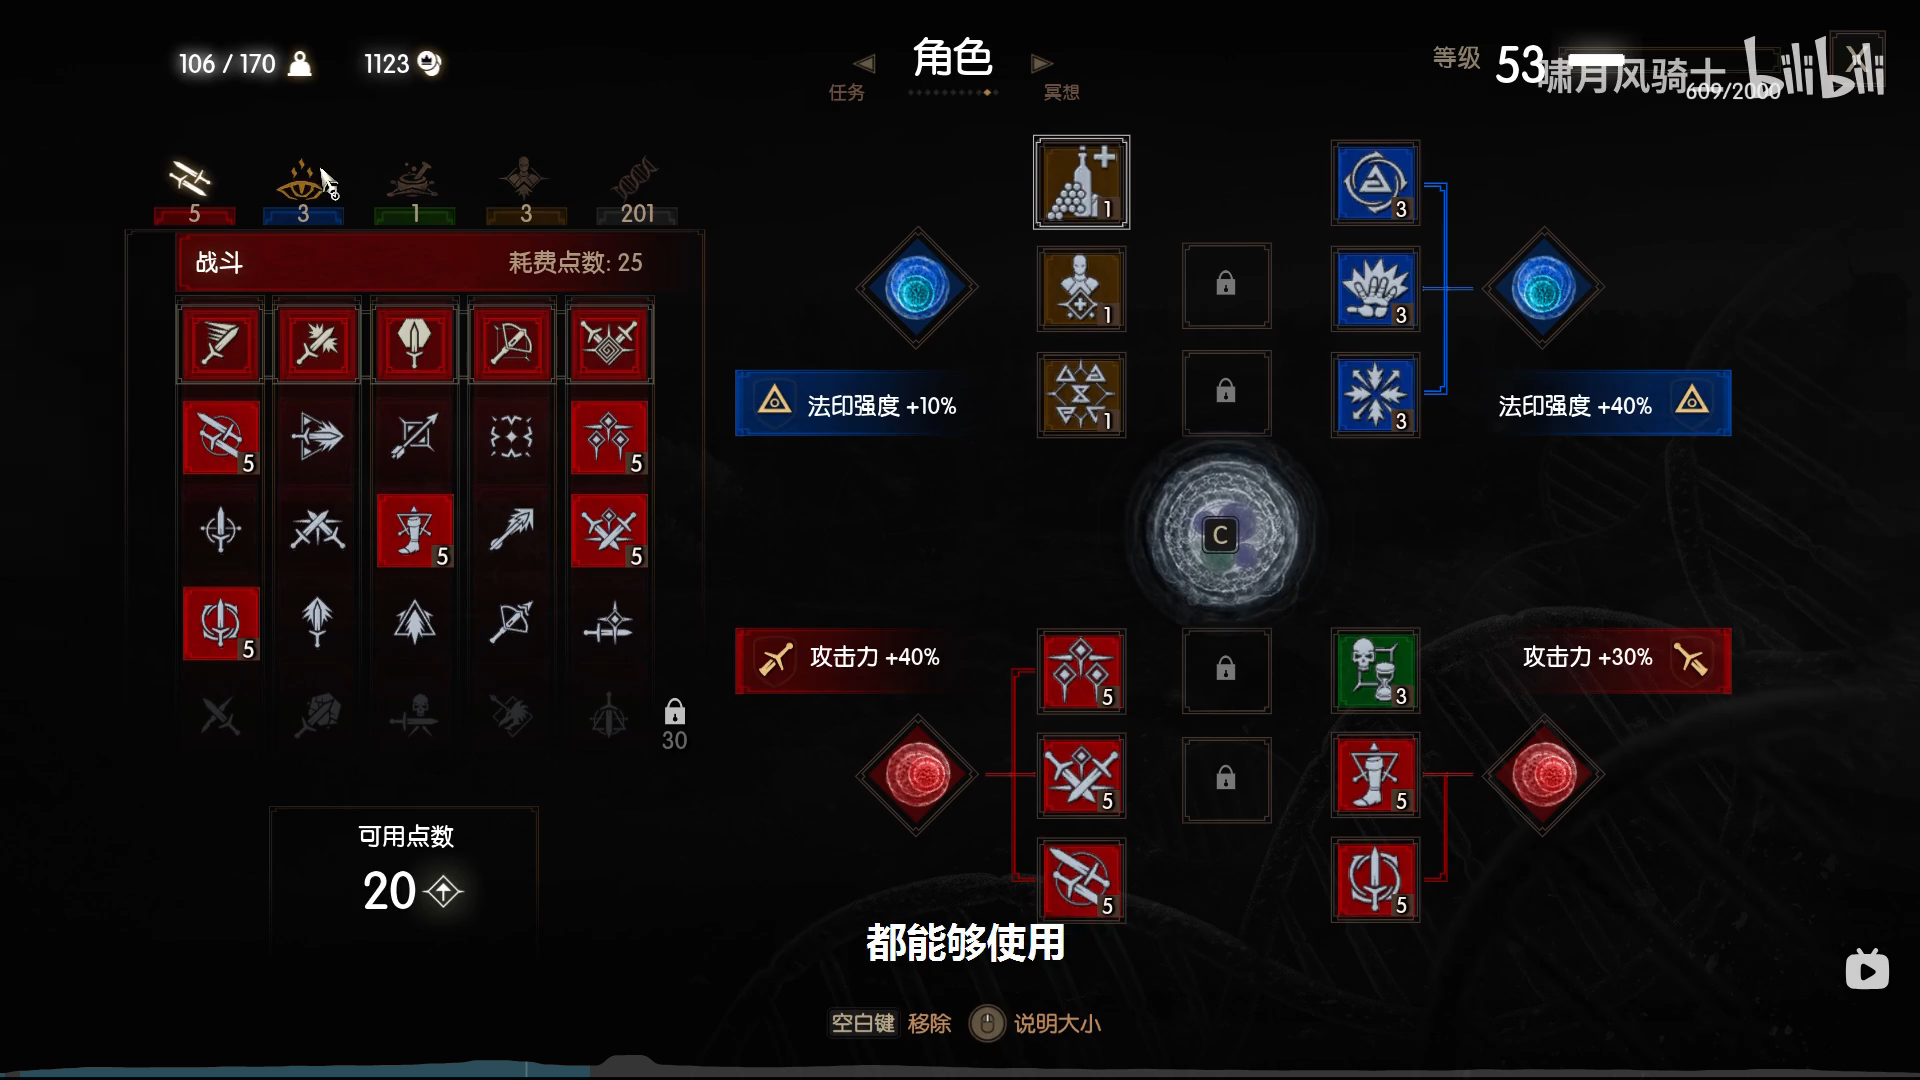 106 / 170
1123
角色
任务
冥想
等级 53
609/2000
啸月风骑士
bilibili
5
3
1
3
201
战斗
耗费点数: 25
5
5
5
5
5
30
可用点数
20
1
1
1
3
3
3
法印强度 +10%
法印强度 +40%
C
攻击力 +40%
攻击力 +30%
5
5
5
3
5
5
都能够使用
空白键 移除
说明大小